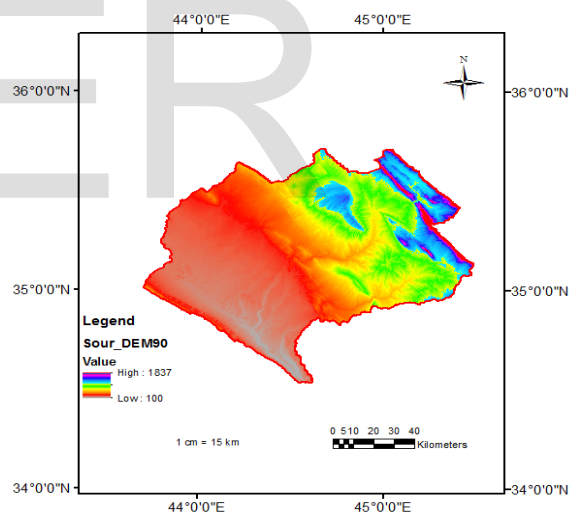 ER
44°0'0"E 45°0'0"E
N
36°0'0"N 36°0'0"N
35°0'0"N 35°0'0"N
Legend
Sour_DEM90
Value
High : 1837
Low : 100
1 cm = 15 km
0 5 10 20 30 40
Kilometers
34°0'0"N 34°0'0"N
44°0'0"E 45°0'0"E